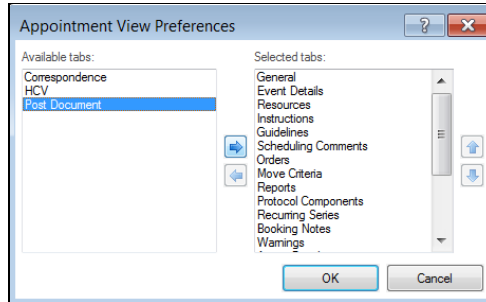 Appointment View Preferences
Available tabs:
Correspondence
HCV
Post Document
Selected tabs:
General
Event Details
Resources
Instructions
Guidelines
Scheduling Comments
Orders
Move Criteria
Reports
Protocol Components
Recurring Series
Booking Notes
Warnings
OK
Cancel